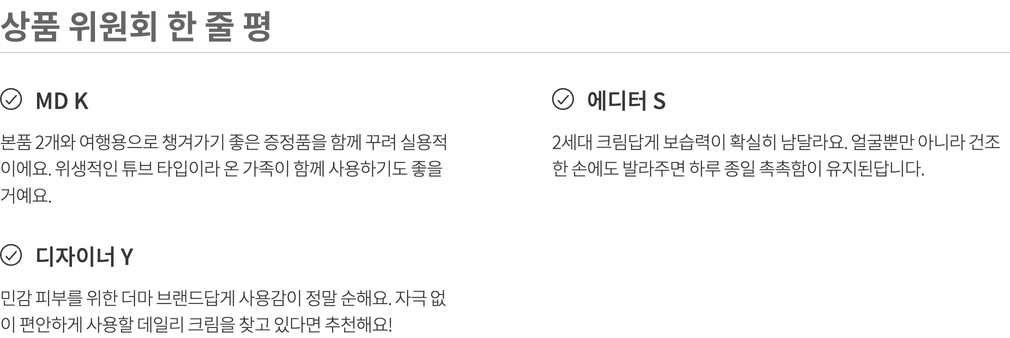 상품 위원회 한 줄 평
MD K
본품 2개와 여행용으로 챙겨가기 좋은 증정품을 함께 꾸려 실용적
이에요. 위생적인 튜브 타입이라 온 가족이 함께 사용하기도 좋을
거예요.
에디터 S
2세대 크림답게 보습력이 확실히 남달라요. 얼굴뿐만 아니라 건조
한 손에도 발라주면 하루 종일 촉촉함이 유지된답니다.
디자이너 Y
민감 피부를 위한 더마 브랜드답게 사용감이 정말 순해요. 자극 없
이 편안하게 사용할 데일리 크림을 찾고 있다면 추천해요!